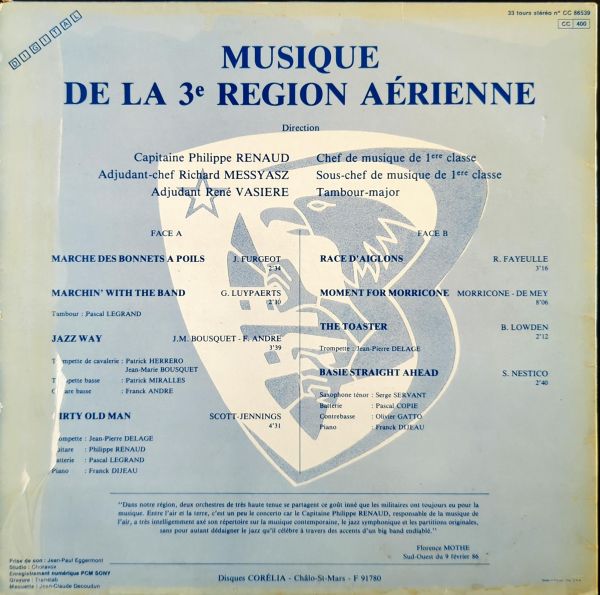 33 tours stéréo n° CC 86539
CC 400
DIGITAL
MUSIQUE
DE LA 3e REGION AÉRIENNE
Direction
Capitaine Philippe RENAUD Chef de musique de 1ere classe
Adjudant-chef Richard MESSYASZ Sous-chef de musique de 1ere classe
Adjudant René VASIERE Tambour-major
FACE A
MARCHE DES BONNETS A POILS J. FURGEOT
2'34
MARCHIN' WITH THE BAND G. LUYPAERTS
2'10
Tambour : Pascal LEGRAND
JAZZ WAY J.M. BOUSQUET - F. ANDRE
3'39
Trompette de cavalerie : Patrick HERRERO
Jean-Marie BOUSQUET
Trompette basse : Patrick MIRALLES
Guitare basse : Franck ANDRE
DIRTY OLD MAN SCOTT-JENNINGS
4'31
Trompette : Jean-Pierre DELAGE
Guitare : Philippe RENAUD
Batterie : Pascal LEGRAND
Piano : Franck DIJEAU
FACE B
RACE D'AIGLONS R. FAYEULLE
3'16
MOMENT FOR MORRICONE MORRICONE - DE MEY
8'06
THE TOASTER B. LOWDEN
2'12
Trompette : Jean-Pierre DELAGE
BASIE STRAIGHT AHEAD S. NESTICO
2'40
Saxophone ténor : Serge SERVANT
Batterie : Pascal COPIE
Contrebasse : Olivier GATTO
Piano : Franck DIJEAU
"Dans notre région, deux orchestres de très haute tenue se partagent ce goût inné que les militaires ont toujours eu pour la
musique. Entre l'air et la terre, c'est un peu le concerto car le Capitaine Philippe RENAUD, responsable de la musique de
l'air, a très intelligemment axé son répertoire sur la musique contemporaine, le jazz symphonique et les partitions originales,
sans pour autant dédaigner le jazz qu'il célèbre à travers des accents d'un big band endiablé."
Florence MOTHE
Sud-Ouest du 9 février 86
Prise de son : Jean-Paul Eggermont
Studio : Choravox
Enregistrement numérique PCM SONY
Gravure : Translab
Maquette : Jean-Claude Decoudun
Disques CORÉLIA - Châlo-St-Mars - F 91780